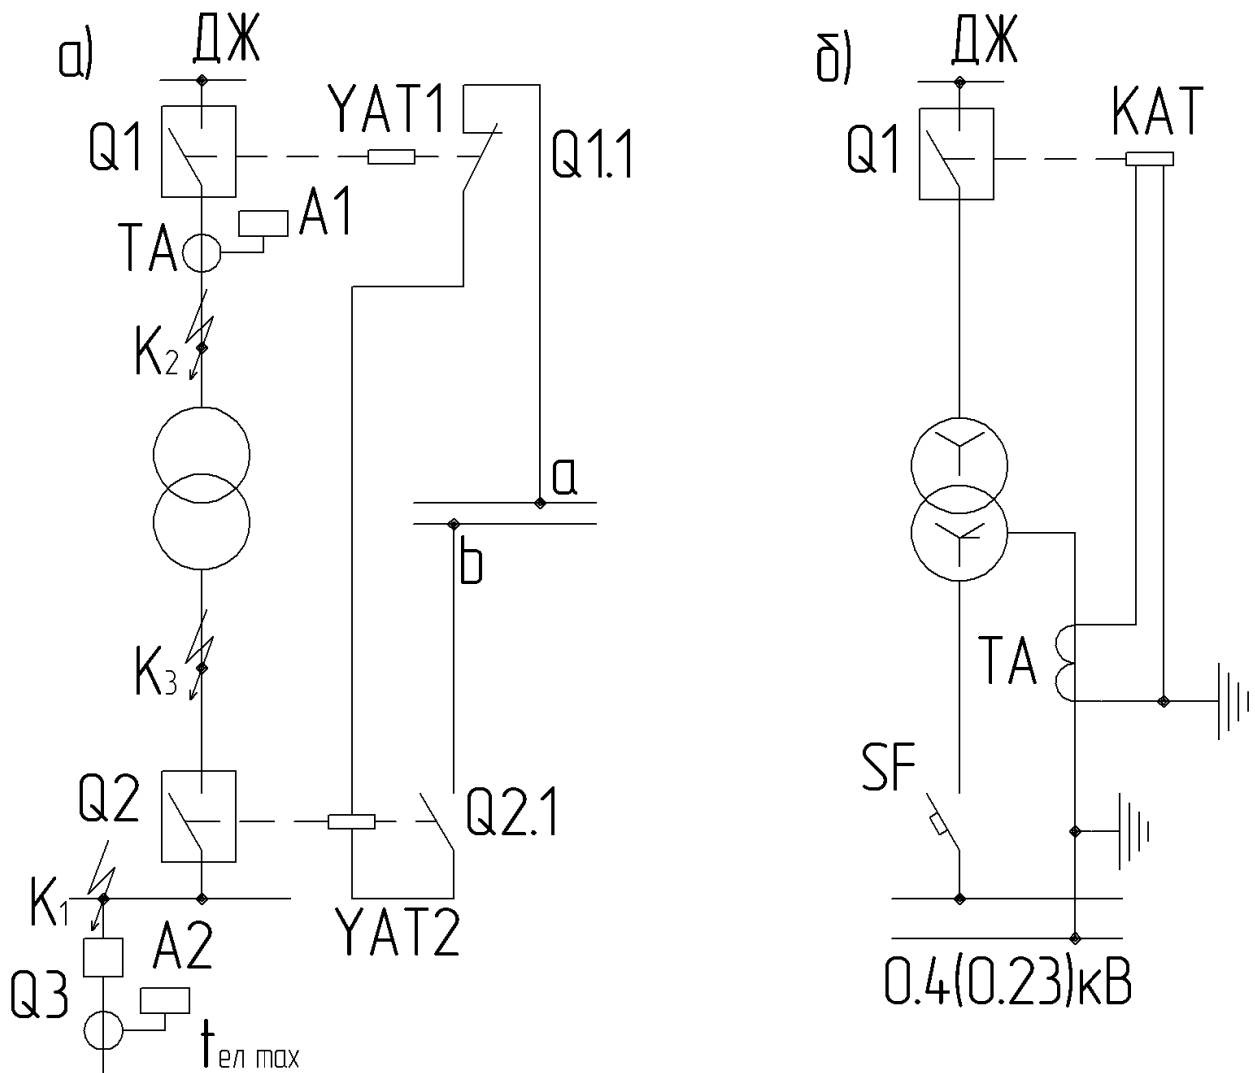 а)
ДЖ
Q1
YAT1
Q1.1
TA
A1
K2
a
b
K3
Q2
Q2.1
K1
A2
YAT2
Q3
tел max
б)
ДЖ
Q1
KAT
TA
SF
0.4(0.23)кВ